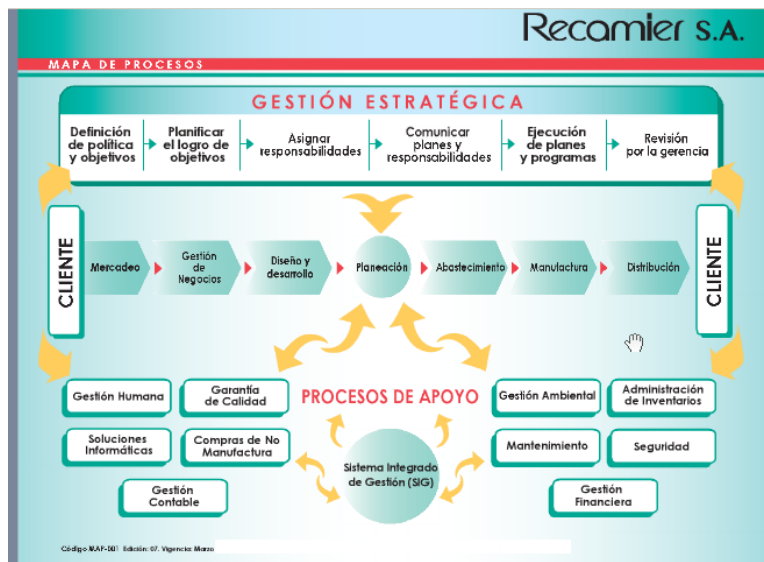 Recamier S.A.
MAPA DE PROCESOS
GESTIÓN ESTRATÉGICA
Definición
de política
y objetivos
Planificar
el logro de
objetivos
Asignar
responsabilidades
Comunicar
planes y
responsabilidades
Ejecución
de planes
y programas
Revisión
por la gerencia
CLIENTE
Mercadeo
Gestión
de
Negocios
Diseño y
desarrollo
Planeación
Abastecimiento
Manufactura
Distribución
CLIENTE
PROCESOS DE APOYO
Gestión Humana
Garantía
de Calidad
Soluciones
Informáticas
Compras de No
Manufactura
Gestión
Contable
Sistema Integrado
de Gestión (SIG)
Gestión Ambiental
Administración
de Inventarios
Mantenimiento
Seguridad
Gestión
Financiera
Código MAP-001 Edición: 07. Vigencia: Marzo